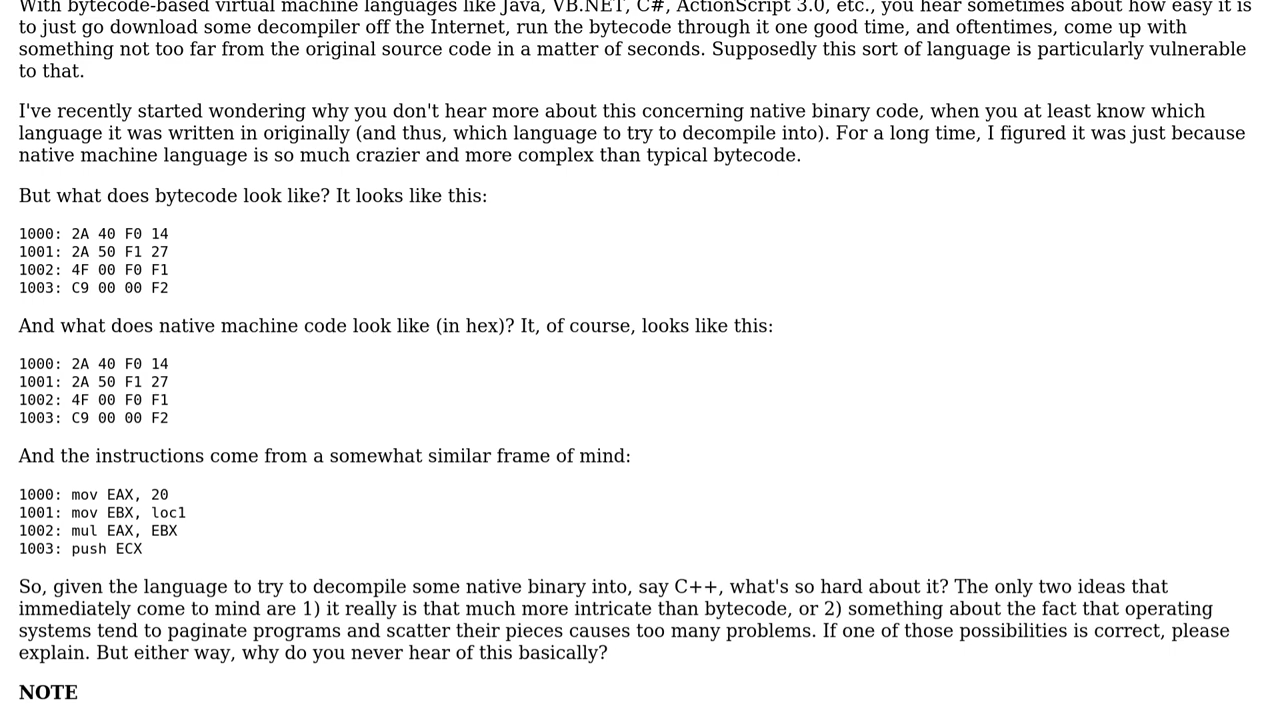 With bytecode-based virtual machine languages like Java, VB.NET, C#, ActionScript 3.0, etc., you hear sometimes about how easy it is
to just go download some decompiler off the Internet, run the bytecode through it one good time, and oftentimes, come up with
something not too far from the original source code in a matter of seconds. Supposedly this sort of language is particularly vulnerable
to that.
I've recently started wondering why you don't hear more about this concerning native binary code, when you at least know which
language it was written in originally (and thus, which language to try to decompile into). For a long time, I figured it was just because
native machine language is so much crazier and more complex than typical bytecode.
But what does bytecode look like? It looks like this:
1000: 2A 40 F0 14
1001: 2A 50 F1 27
1002: 4F 00 F0 F1
1003: C9 00 00 F2
And what does native machine code look like (in hex)? It, of course, looks like this:
1000: 2A 40 F0 14
1001: 2A 50 F1 27
1002: 4F 00 F0 F1
1003: C9 00 00 F2
And the instructions come from a somewhat similar frame of mind:
1000: mov EAX, 20
1001: mov EBX, loc1
1002: mul EAX, EBX
1003: push ECX
So, given the language to try to decompile some native binary into, say C++, what's so hard about it? The only two ideas that
immediately come to mind are 1) it really is that much more intricate than bytecode, or 2) something about the fact that operating
systems tend to paginate programs and scatter their pieces causes too many problems. If one of those possibilities is correct, please
explain. But either way, why do you never hear of this basically?
NOTE